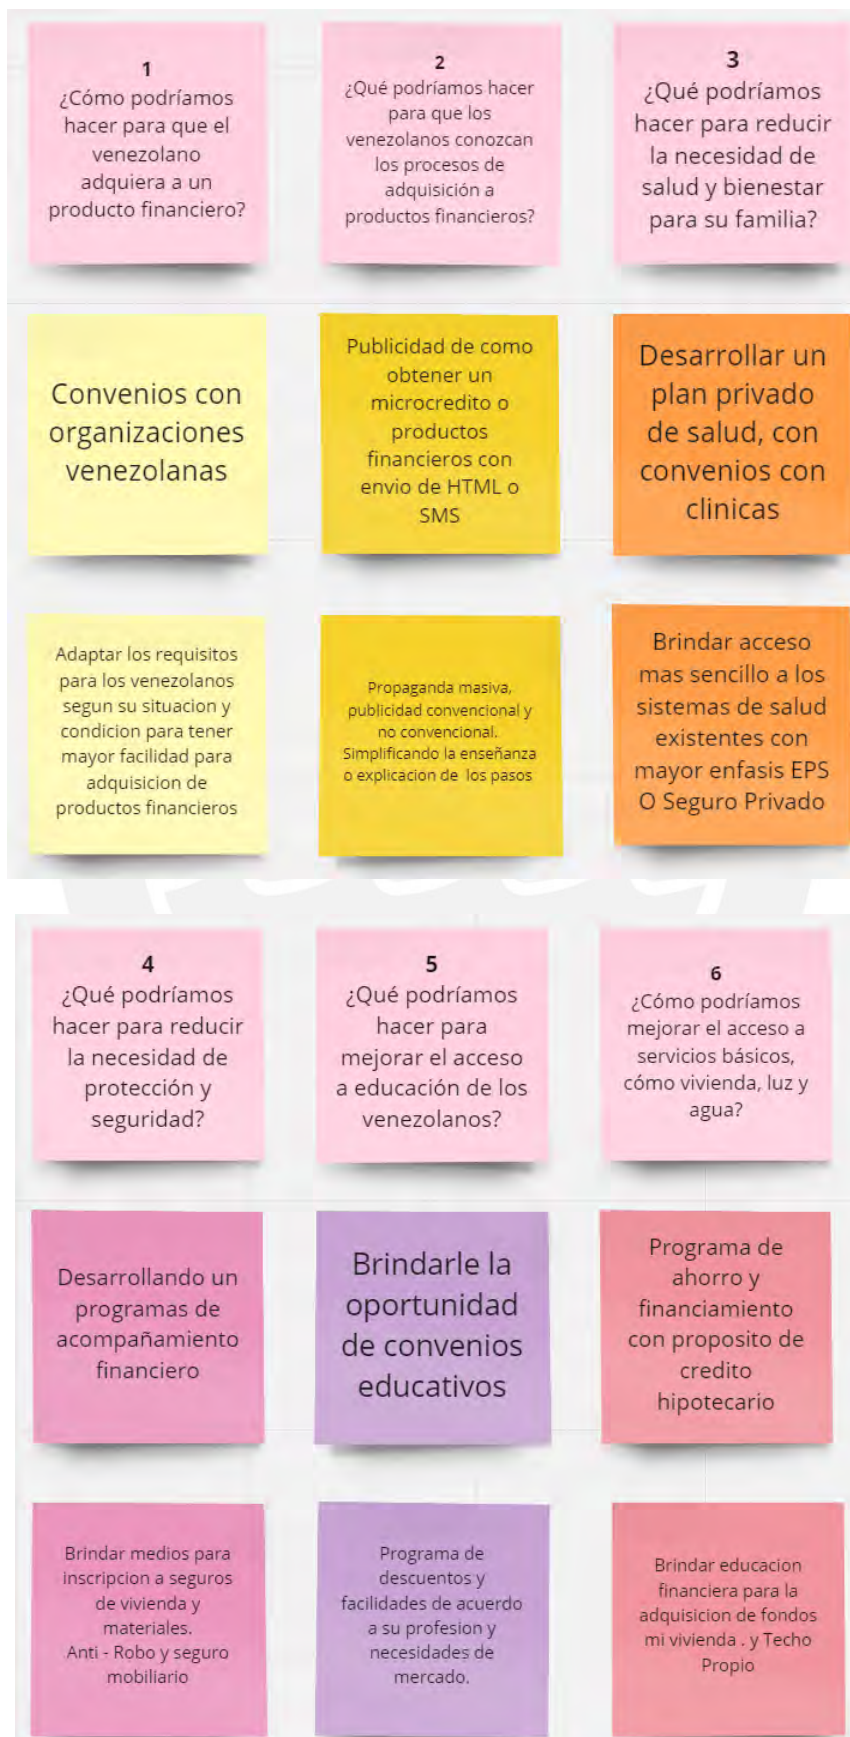 1
¿Cómo podríamos
hacer para que el
venezolano
adquiera a un
producto financiero?
2
¿Qué podríamos hacer
para que los
venezolanos conozcan
los procesos de
adquisición a
productos financieros?
3
¿Qué podríamos
hacer para reducir
la necesidad de
salud y bienestar
para su familia?
Convenios con
organizaciones
venezolanas
Publicidad de como
obtener un
microcredito o
productos
financieros con
envio de HTML o
SMS
Desarrollar un
plan privado
de salud, con
convenios con
clinicas
Adaptar los requisitos
para los venezolanos
segun su situacion y
condicion para tener
mayor facilidad para
adquisicion de
productos financieros
Propaganda masiva,
publicidad convencional y
no convencional.
Simplificando la enseñanza
o explicacion de los pasos
Brindar acceso
mas sencillo a los
sistemas de salud
existentes con
mayor enfasis EPS
O Seguro Privado
4
¿Qué podríamos
hacer para reducir
la necesidad de
protección y
seguridad?
5
¿Qué podríamos
hacer para
mejorar el acceso
a educación de los
venezolanos?
6
¿Cómo podríamos
mejorar el acceso a
servicios básicos,
cómo vivienda, luz y
agua?
Desarrollando un
programas de
acompañamiento
financiero
Brindarle la
oportunidad
de convenios
educativos
Programa de
ahorro y
financiamiento
con proposito de
credito
hipotecario
Brindar medios para
inscripcion a seguros
de vivienda y
materiales.
Anti - Robo y seguro
mobiliario
Programa de
descuentos y
facilidades de acuerdo
a su profesion y
necesidades de
mercado.
Brindar educacion
financiera para la
adquisicion de fondos
mi vivienda . y Techo
Propio